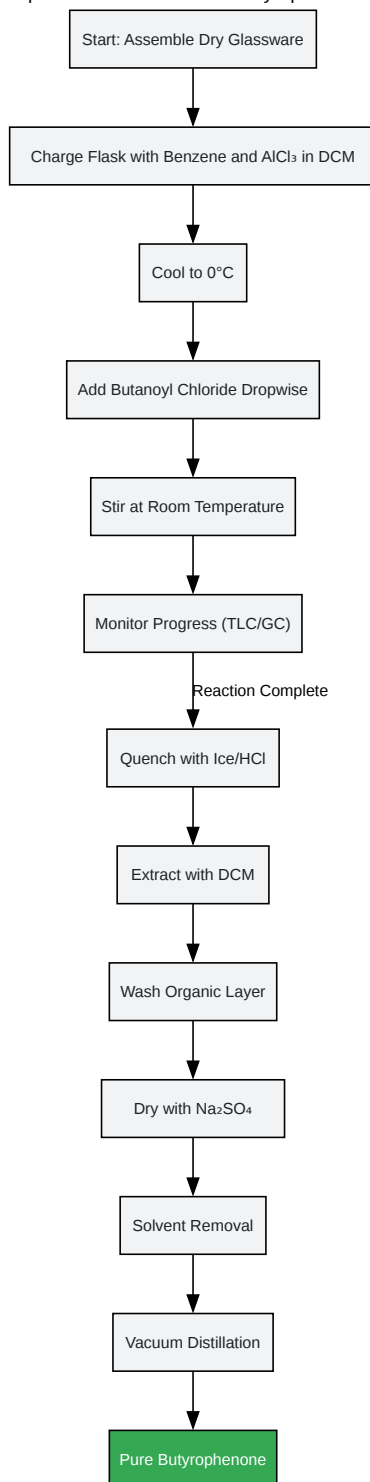 Start: Assemble Dry Glassware
Charge Flask with Benzene and AlCl₃ in DCM
Cool to 0°C
Add Butanoyl Chloride Dropwise
Stir at Room Temperature
Monitor Progress (TLC/GC)
Reaction Complete
Quench with Ice/HCl
Extract with DCM
Wash Organic Layer
Dry with Na₂SO₄
Solvent Removal
Vacuum Distillation
Pure Butyrophenone